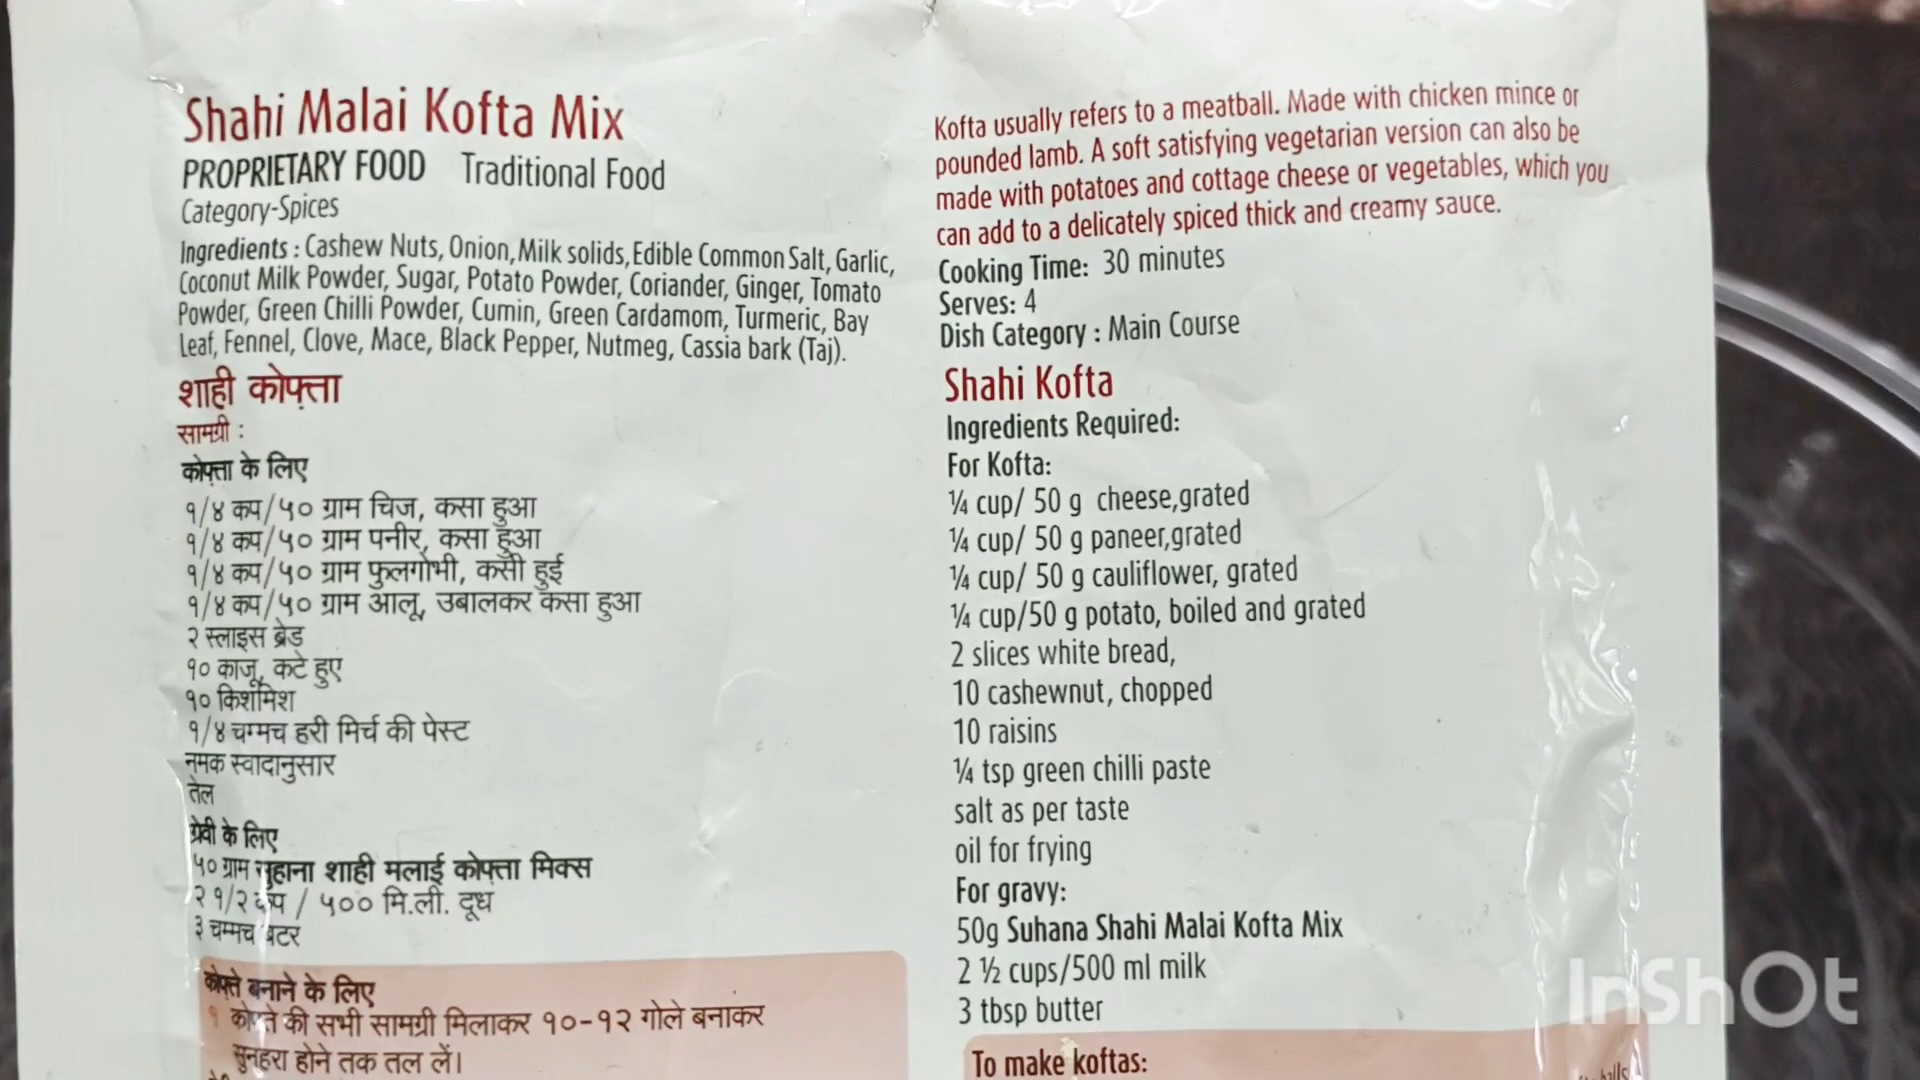 Shahi Malai Kofta Mix
PROPRIETARY FOOD Traditional Food
Category-Spices
Ingredients : Cashew Nuts, Onion, Milk solids, Edible Common Salt, Garlic,
Coconut Milk Powder, Sugar, Potato Powder, Coriander, Ginger, Tomato
Powder, Green Chilli Powder, Cumin, Green Cardamom, Turmeric, Bay
Leaf, Fennel, Clove, Mace, Black Pepper, Nutmeg, Cassia bark (Taj).
शाही कोफ़्ता
सामग्री :
कोफ़्ता के लिए
१/४ कप/५० ग्राम चिज, कसा हुआ
१/४ कप/५० ग्राम पनीर, कसा हुआ
१/४ कप/५० ग्राम फुलगोभी, कसी हुई
१/४ कप/५० ग्राम आलू, उबालकर कसा हुआ
२ स्लाइस ब्रेड
१० काजू, कटे हुए
१० किशमिश
१/४ चम्मच हरी मिर्च की पेस्ट
नमक स्वादानुसार
तेल
ग्रेवी के लिए
५० ग्राम सुहाना शाही मलाई कोफ्ता मिक्स
२ १/२ कप / ५०० मि.ली. दूध
३ चम्मच बटर
कोफ्ते बनाने के लिए
१ कोफ्ते की सभी सामग्री मिलाकर १०-१२ गोले बनाकर
सुनहरा होने तक तल लें।
Kofta usually refers to a meatball. Made with chicken mince or
pounded lamb. A soft satisfying vegetarian version can also be
made with potatoes and cottage cheese or vegetables, which you
can add to a delicately spiced thick and creamy sauce.
Cooking Time: 30 minutes
Serves: 4
Dish Category : Main Course
Shahi Kofta
Ingredients Required:
For Kofta:
¼ cup/ 50 g cheese,grated
¼ cup/ 50 g paneer,grated
¼ cup/ 50 g cauliflower, grated
¼ cup/50 g potato, boiled and grated
2 slices white bread,
10 cashewnut, chopped
10 raisins
¼ tsp green chilli paste
salt as per taste
oil for frying
For gravy:
50g Suhana Shahi Malai Kofta Mix
2 ½ cups/500 ml milk
3 tbsp butter
To make koftas:
InShOt